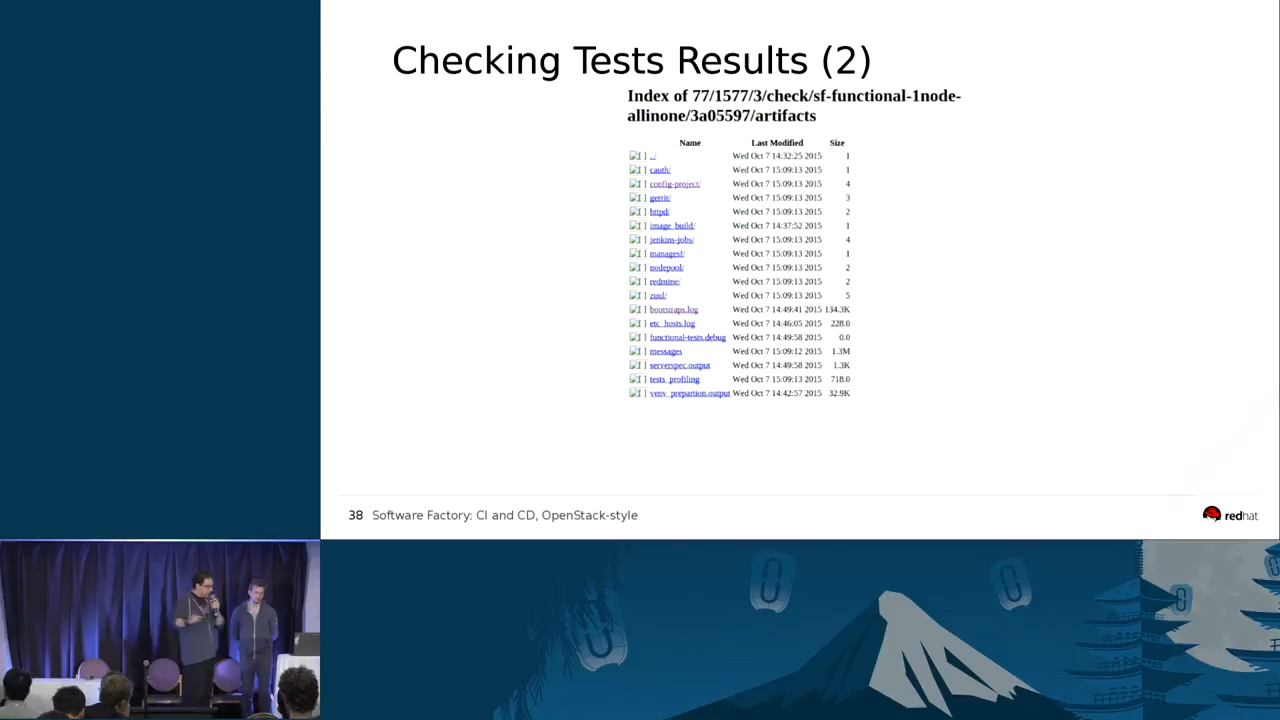 Checking Tests Results (2)
Index of 77/1577/3/check/sf-functional-1node-
allinone/3a05597/artifacts
Name Last Modified Size
[ ] ../ Wed Oct 7 14:32:25 2015 1
[ ] cauth/ Wed Oct 7 15:09:13 2015 1
[ ] config-project/ Wed Oct 7 15:09:13 2015 4
[ ] gerrit/ Wed Oct 7 15:09:13 2015 3
[ ] httpd/ Wed Oct 7 15:09:13 2015 2
[ ] image_build/ Wed Oct 7 14:37:52 2015 1
[ ] jenkins-jobs/ Wed Oct 7 15:09:13 2015 4
[ ] managesf/ Wed Oct 7 15:09:13 2015 1
[ ] nodepool/ Wed Oct 7 15:09:13 2015 2
[ ] redmine/ Wed Oct 7 15:09:13 2015 2
[ ] zuul/ Wed Oct 7 15:09:13 2015 5
[ ] bootstraps.log Wed Oct 7 14:49:41 2015 134.3K
[ ] etc_hosts.log Wed Oct 7 14:46:05 2015 228.0
[ ] functional-tests.debug Wed Oct 7 14:49:58 2015 0.0
[ ] messages Wed Oct 7 15:09:12 2015 1.3M
[ ] serverspec.output Wed Oct 7 14:49:58 2015 1.3K
[ ] tests_profiling Wed Oct 7 15:09:13 2015 718.0
[ ] venv_prepartion.output Wed Oct 7 14:42:57 2015 32.9K
38 Software Factory: CI and CD, OpenStack-style
redhat.